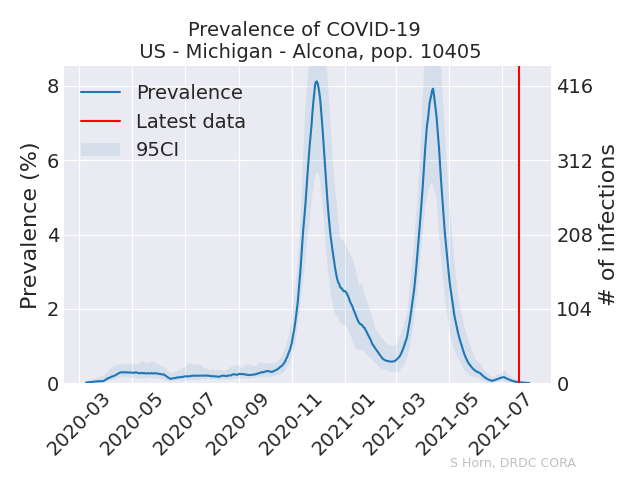 Prevalence of COVID-19
US - Michigan - Alcona, pop. 10405
Prevalence
Latest data
95CI
Prevalence (%)
8
6
4
2
0
# of infections
416
312
208
104
0
2020-03
2020-05
2020-07
2020-09
2020-11
2021-01
2021-03
2021-05
2021-07
S Horn, DRDC CORA